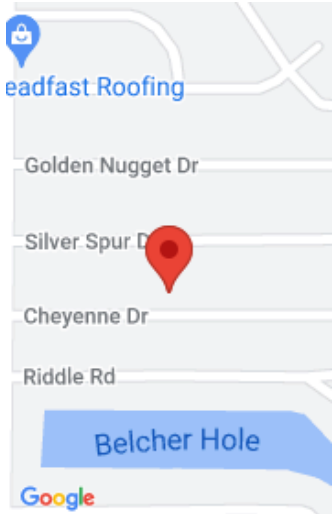 eadfast Roofing
Golden Nugget Dr
Silver Spur D
Cheyenne Dr
Riddle Rd
Belcher Hole
Google